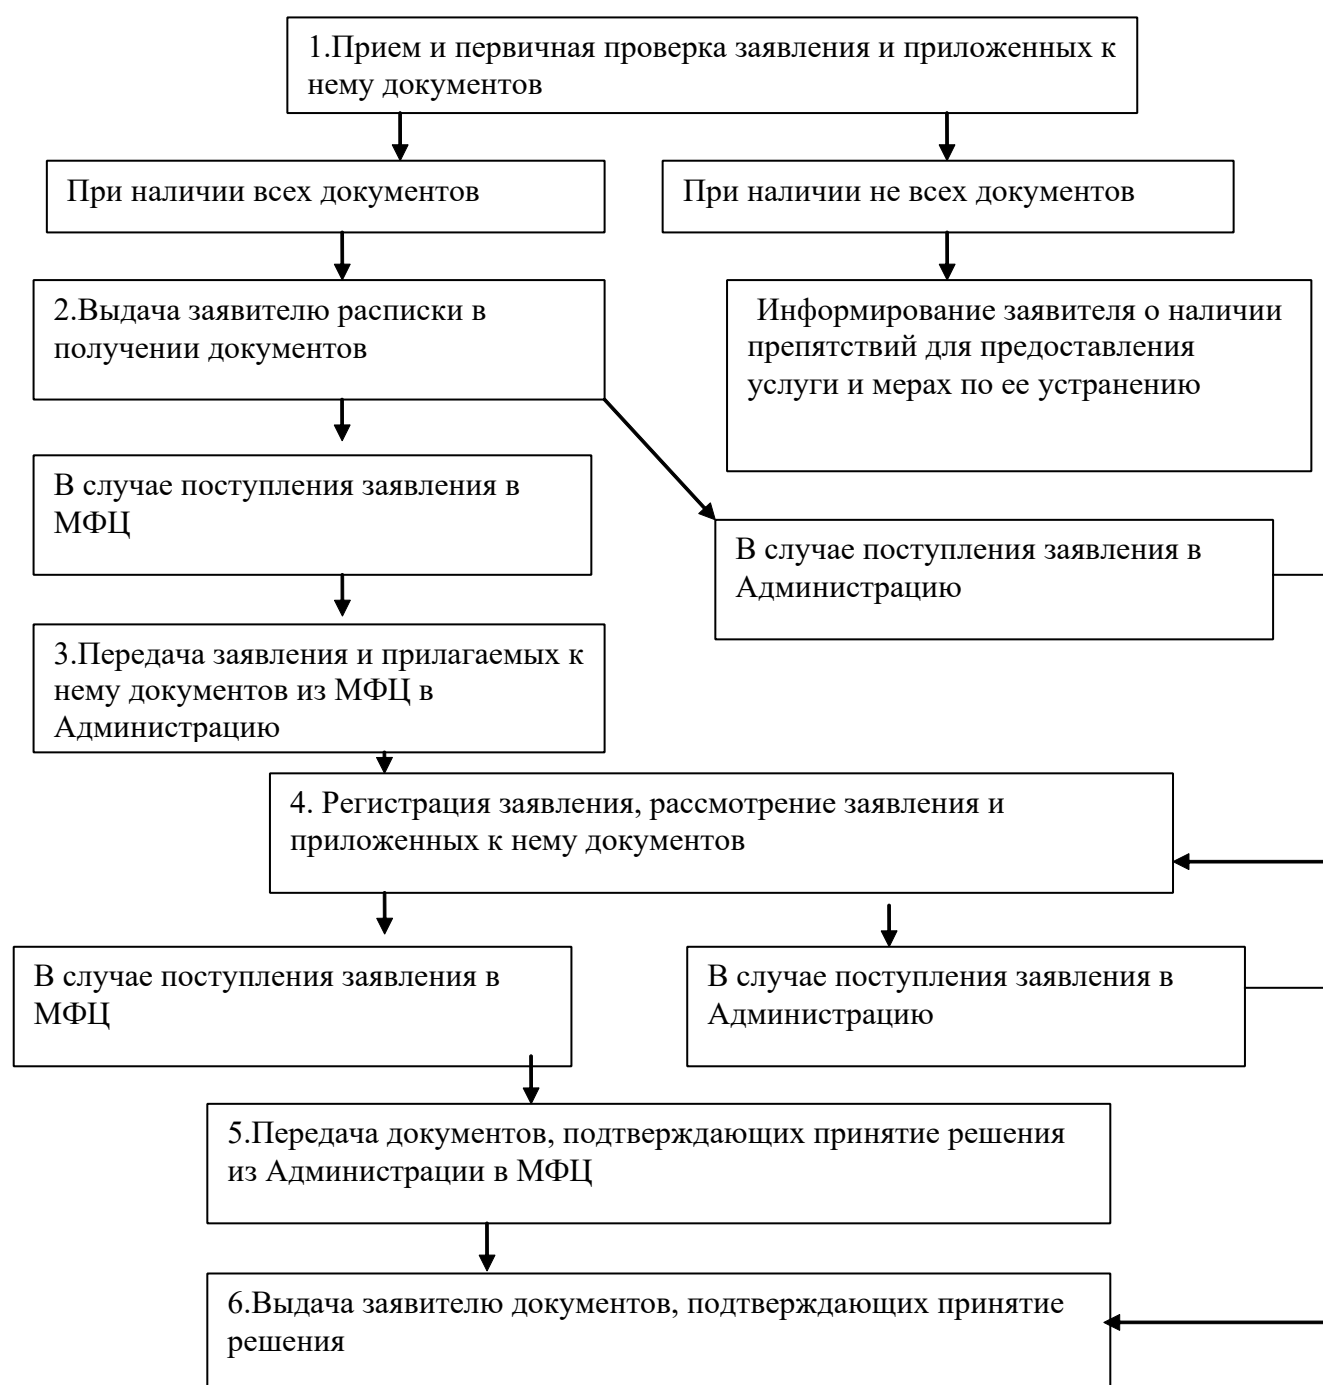 1.Прием и первичная проверка заявления и приложенных к
нему документов
При наличии всех документов
При наличии не всех документов
2.Выдача заявителю расписки в
получении документов
Информирование заявителя о наличии
препятствий для предоставления
услуги и мерах по ее устранению
В случае поступления заявления в
МФЦ
В случае поступления заявления в
Администрацию
3.Передача заявления и прилагаемых к
нему документов из МФЦ в
Администрацию
4. Регистрация заявления, рассмотрение заявления и
приложенных к нему документов
В случае поступления заявления в
МФЦ
В случае поступления заявления в
Администрацию
5.Передача документов, подтверждающих принятие решения
из Администрации в МФЦ
6.Выдача заявителю документов, подтверждающих принятие
решения